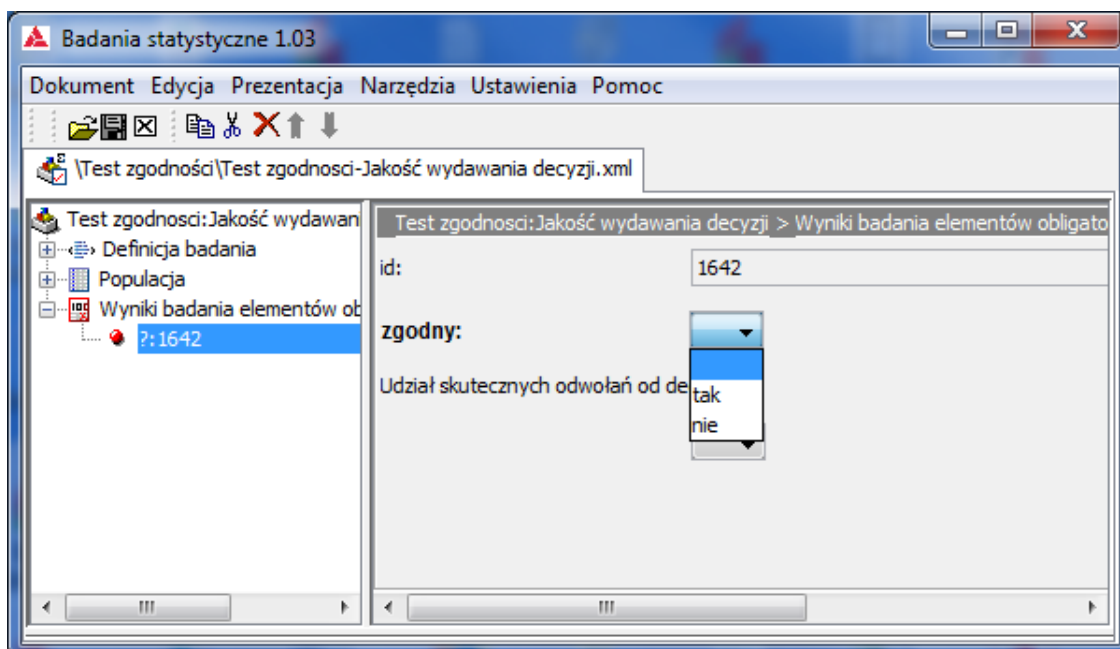 Badania statystyczne 1.03
Dokument Edycja Prezentacja Narzędzia Ustawienia Pomoc
\Test zgodności\Test zgodnosci-Jakość wydawania decyzji.xml
Test zgodnosci:Jakość wydawan
Definicja badania
Populacja
Wyniki badania elementów ob
?:1642
Test zgodnosci:Jakość wydawania decyzji > Wyniki badania elementów obligato
id:
1642
zgodny:
Udział skutecznych odwołań od de
tak
nie